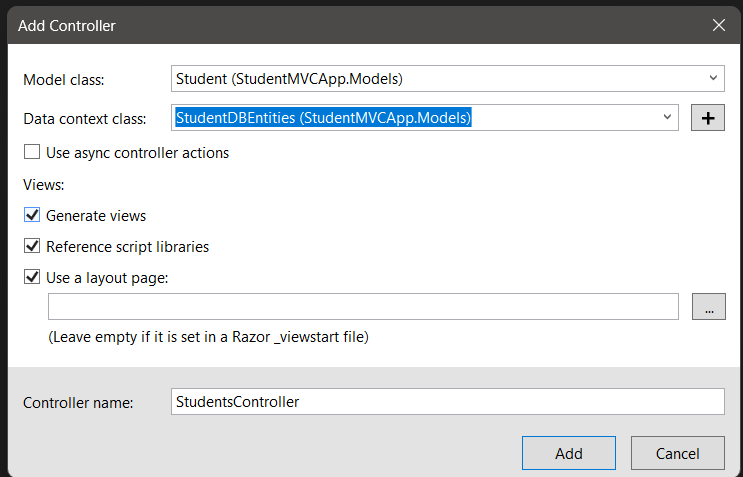 Add Controller
Model class: Student (StudentMVCApp.Models)
Data context class: StudentDBEntities (StudentMVCApp.Models) +
Use async controller actions
Views:
Generate views
Reference script libraries
Use a layout page:
...
(Leave empty if it is set in a Razor _viewstart file)
Controller name: StudentsController
Add Cancel